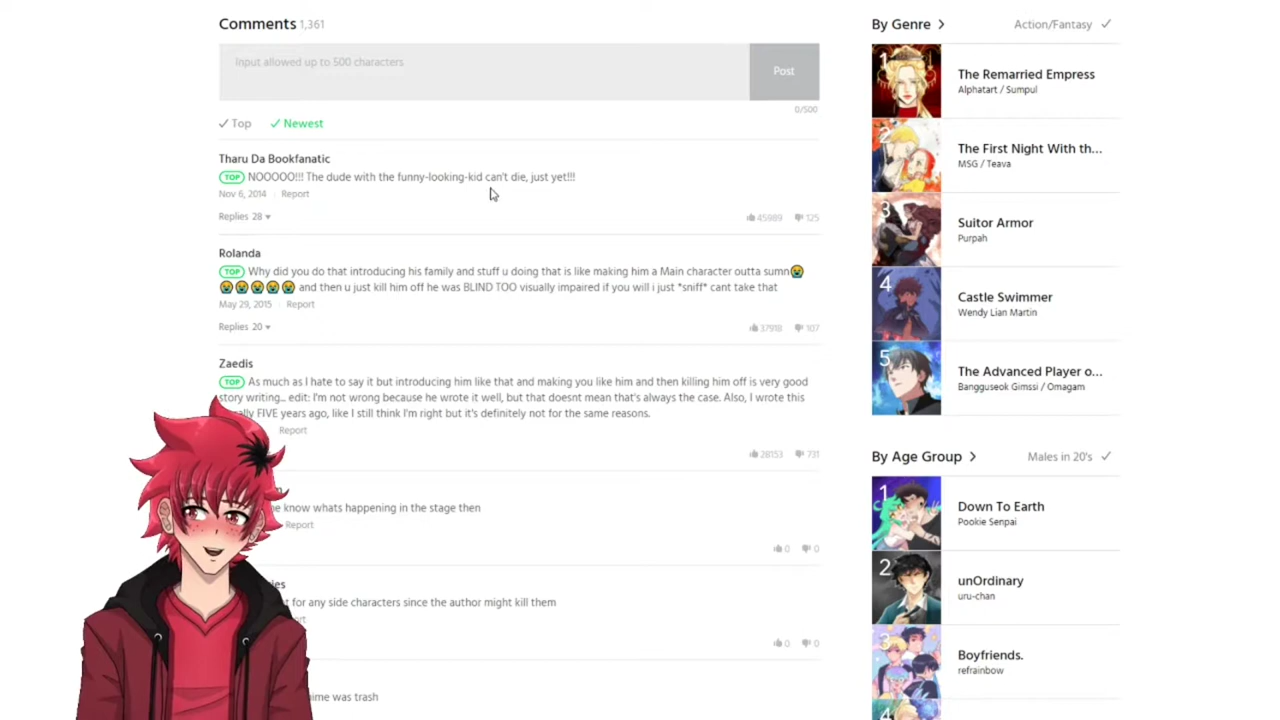 Comments 1,361
Input allowed up to 500 characters
Post
0/500
Top Newest
Tharu Da Bookfanatic
TOP NOOOOO!!! The dude with the funny-looking-kid can't die, just yet!!!
Nov 6, 2014 Report
Replies 28
45989 125
Rolanda
TOP Why did you do that introducing his family and stuff u doing that is like making him a Main character outta sumn😭
😭😭😭😭😭 and then u just kill him off he was BLIND TOO visually impaired if you will i just *sniff* cant take that
May 29, 2015 Report
Replies 20
37918 107
Zaedis
TOP As much as I hate to say it but introducing him like that and making you like him and then killing him off is very good
story writing... edit: I'm not wrong because he wrote it well, but that doesnt mean that's always the case. Also, I wrote this
FIVE years ago, like I still think I'm right but it's definitely not for the same reasons.
Report
28153 731
know whats happening in the stage then
Report
0 0
for any side characters since the author might kill them
0 0
was trash
By Genre Action/Fantasy
1
The Remarried Empress
Alphatart / Sumpul
2
The First Night With th...
MSG / Teava
3
Suitor Armor
Purpah
4
Castle Swimmer
Wendy Lian Martin
5
The Advanced Player o...
Bangguseok Gimssi / Omagam
By Age Group Males in 20's
1
Down To Earth
Pookie Senpai
2
unOrdinary
uru-chan
3
Boyfriends.
refrainbow
4